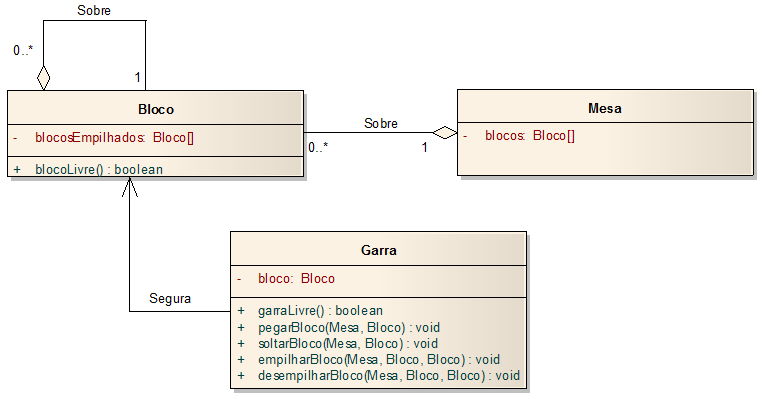 Sobre
0..*
1
Bloco
- blocosEmpilhados: Bloco[]
+ blocoLivre() : boolean
Sobre
0..*
1
Mesa
- blocos: Bloco[]
Segura
Garra
- bloco: Bloco
+ garraLivre() : boolean
+ pegarBloco(Mesa, Bloco) : void
+ soltarBloco(Mesa, Bloco) : void
+ empilharBloco(Mesa, Bloco, Bloco) : void
+ desempilharBloco(Mesa, Bloco, Bloco) : void